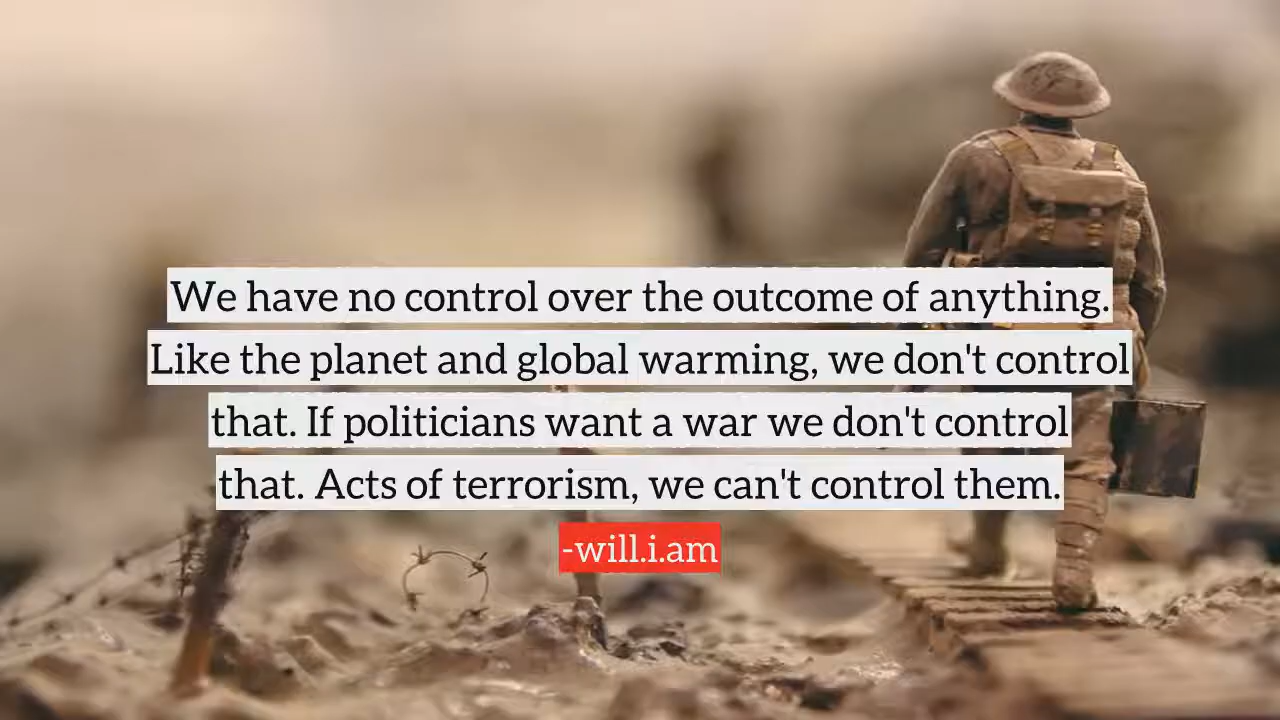 We have no control over the outcome of anything.
Like the planet and global warming, we don't control
that. If politicians want a war we don't control
that. Acts of terrorism, we can't control them.
-will.i.am